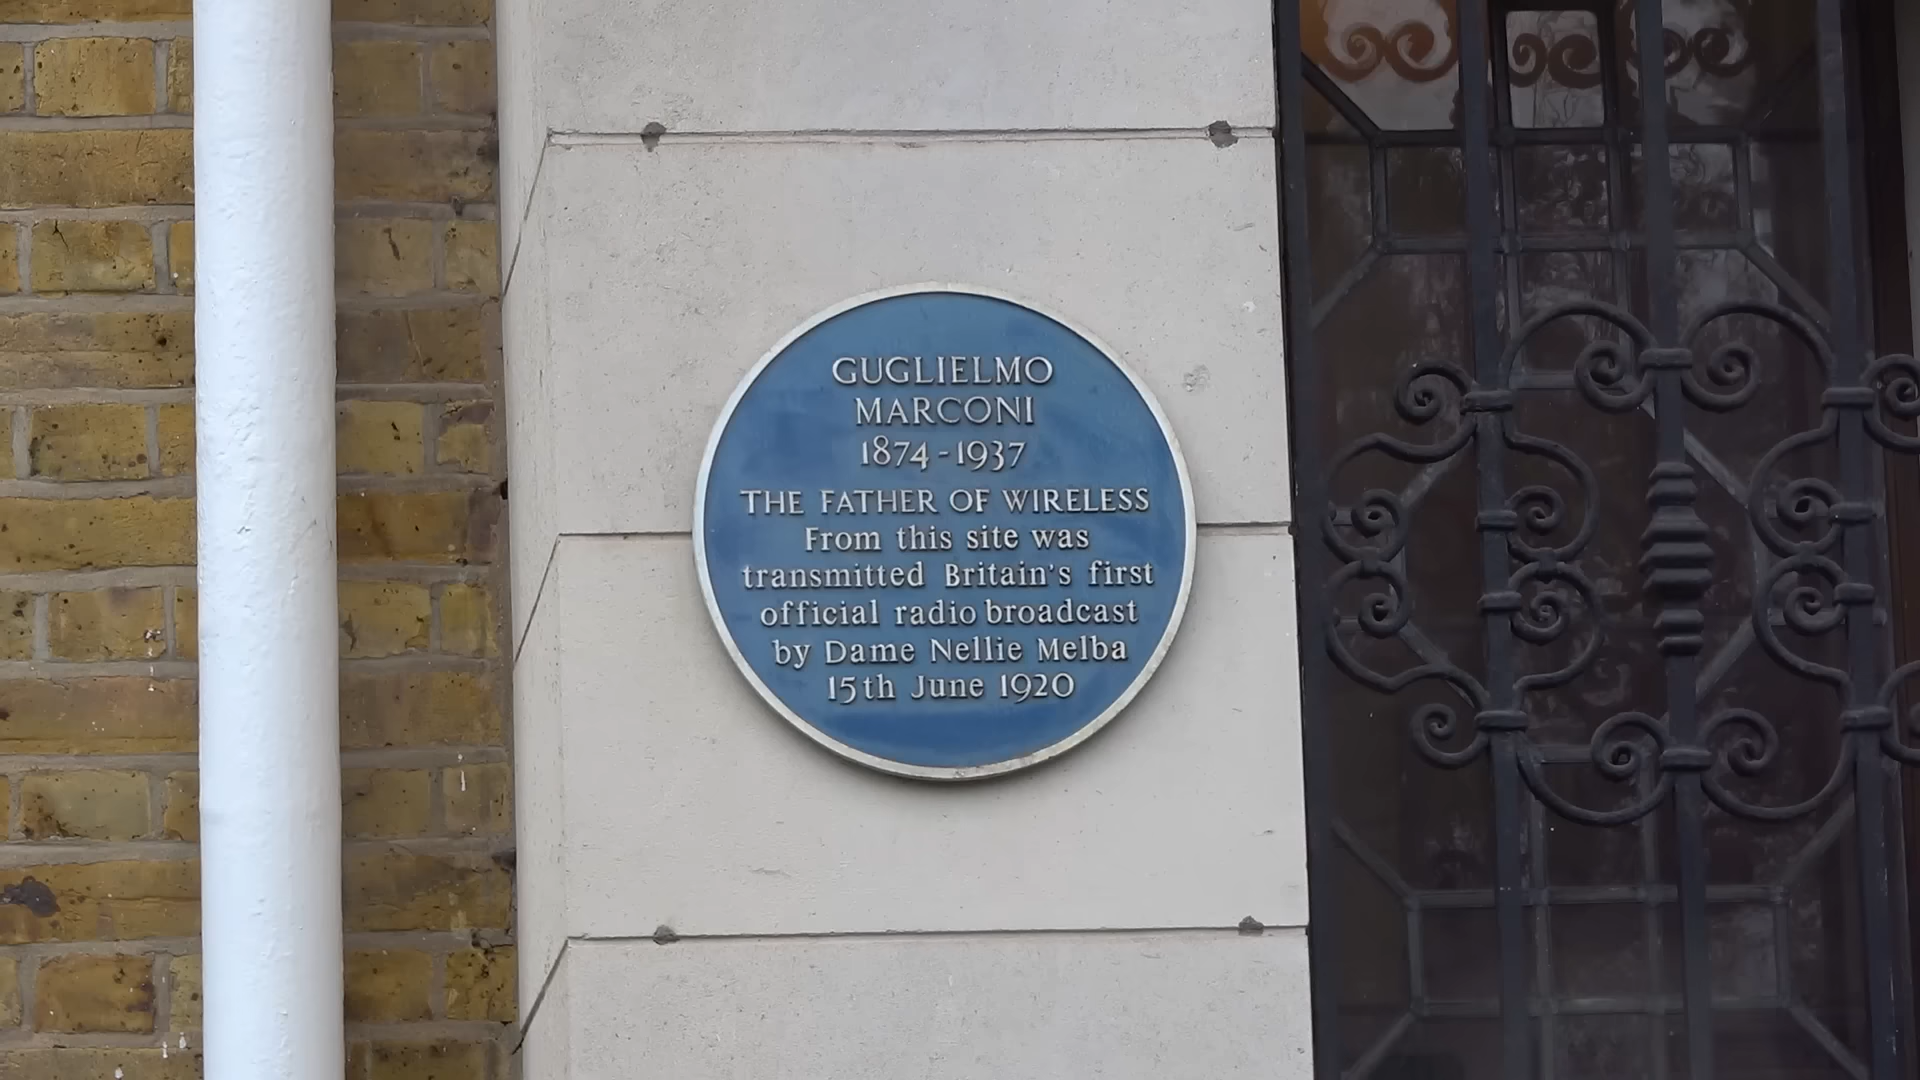 GUGLIELMO
MARCONI
1874-1937
THE FATHER OF WIRELESS
From this site was
transmitted Britain's first
official radio broadcast
by Dame Nellie Melba
15th June 1920